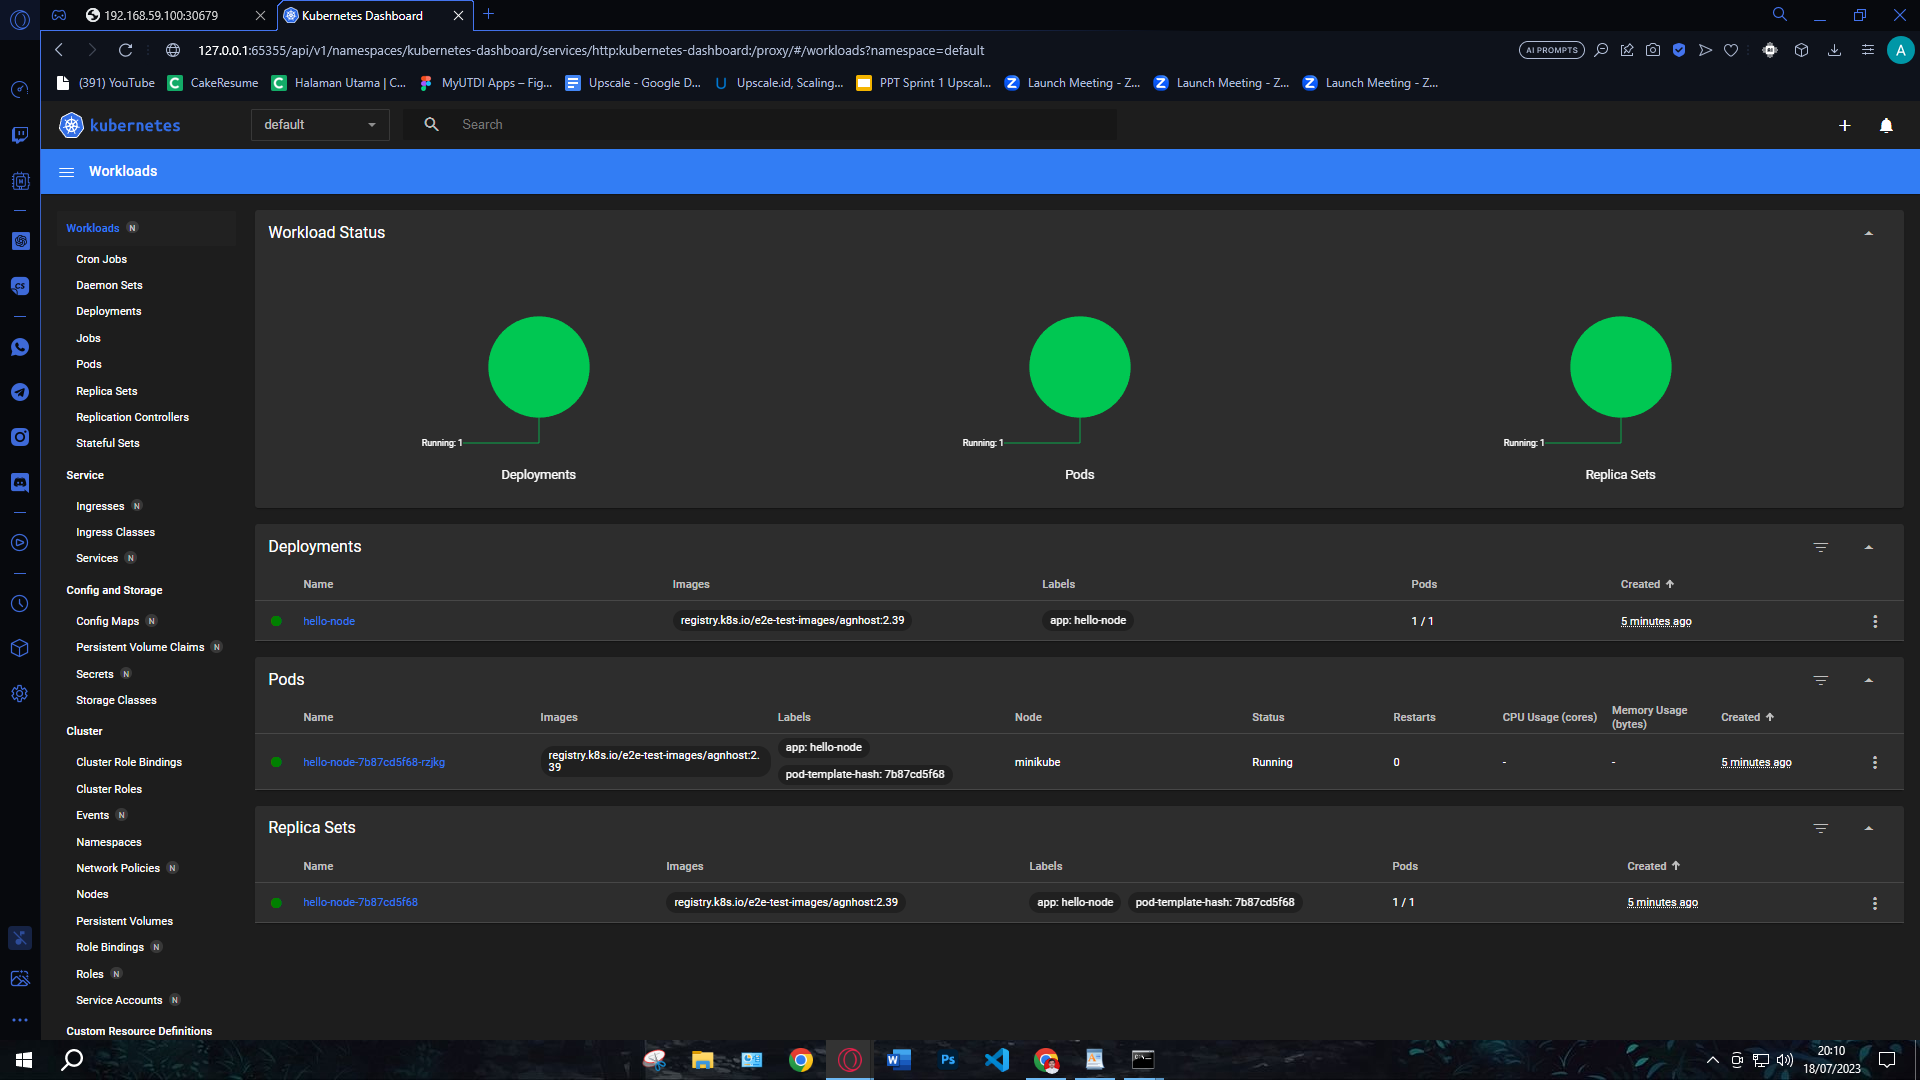 192.168.59.100:30679
Kubernetes Dashboard
127.0.0.1:65355/api/v1/namespaces/kubernetes-dashboard/services/http:kubernetes-dashboard:/proxy/#/workloads?namespace=default
AI PROMPTS
A
(391) YouTube
CakeResume
Halaman Utama | C...
MyUTDI Apps – Fig...
Upscale - Google D...
Upscale.id, Scaling...
PPT Sprint 1 Upscal...
Launch Meeting - Z...
Launch Meeting - Z...
Launch Meeting - Z...
kubernetes
default
Search
Workloads
Workloads N
Cron Jobs
Daemon Sets
Deployments
Jobs
Pods
Replica Sets
Replication Controllers
Stateful Sets
Service
Ingresses N
Ingress Classes
Services N
Config and Storage
Config Maps N
Persistent Volume Claims N
Secrets N
Storage Classes
Cluster
Cluster Role Bindings
Cluster Roles
Events N
Namespaces
Network Policies N
Nodes
Persistent Volumes
Role Bindings N
Roles N
Service Accounts N
Custom Resource Definitions
Workload Status
Running: 1
Running: 1
Running: 1
Deployments
Pods
Replica Sets
Deployments
Name Images Labels Pods Created
hello-node registry.k8s.io/e2e-test-images/agnhost:2.39 app: hello-node 1 / 1 5 minutes ago
Pods
Name Images Labels Node Status Restarts CPU Usage (cores) Memory Usage (bytes) Created
hello-node-7b87cd5f68-rzjkg registry.k8s.io/e2e-test-images/agnhost:2.
39
app: hello-node
pod-template-hash: 7b87cd5f68
minikube Running 0 - - 5 minutes ago
Replica Sets
Name Images Labels Pods Created
hello-node-7b87cd5f68 registry.k8s.io/e2e-test-images/agnhost:2.39 app: hello-node pod-template-hash: 7b87cd5f68 1 / 1 5 minutes ago
20:10
18/07/2023